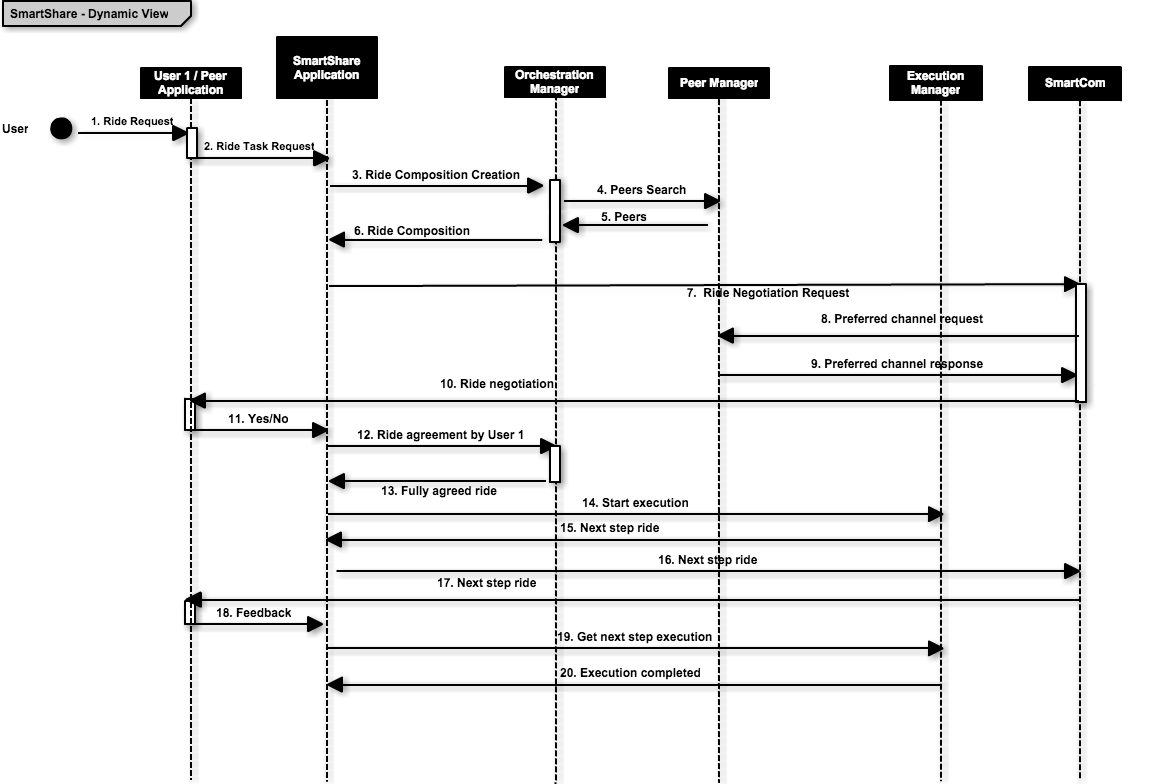 SmartShare - Dynamic View
User 1 / Peer
Application
SmartShare
Application
Orchestration
Manager
Peer Manager
Execution
Manager
SmartCom
User
1. Ride Request
2. Ride Task Request
3. Ride Composition Creation
4. Peers Search
5. Peers
6. Ride Composition
7. Ride Negotiation Request
8. Preferred channel request
9. Preferred channel response
10. Ride negotiation
11. Yes/No
12. Ride agreement by User 1
13. Fully agreed ride
14. Start execution
15. Next step ride
16. Next step ride
17. Next step ride
18. Feedback
19. Get next step execution
20. Execution completed